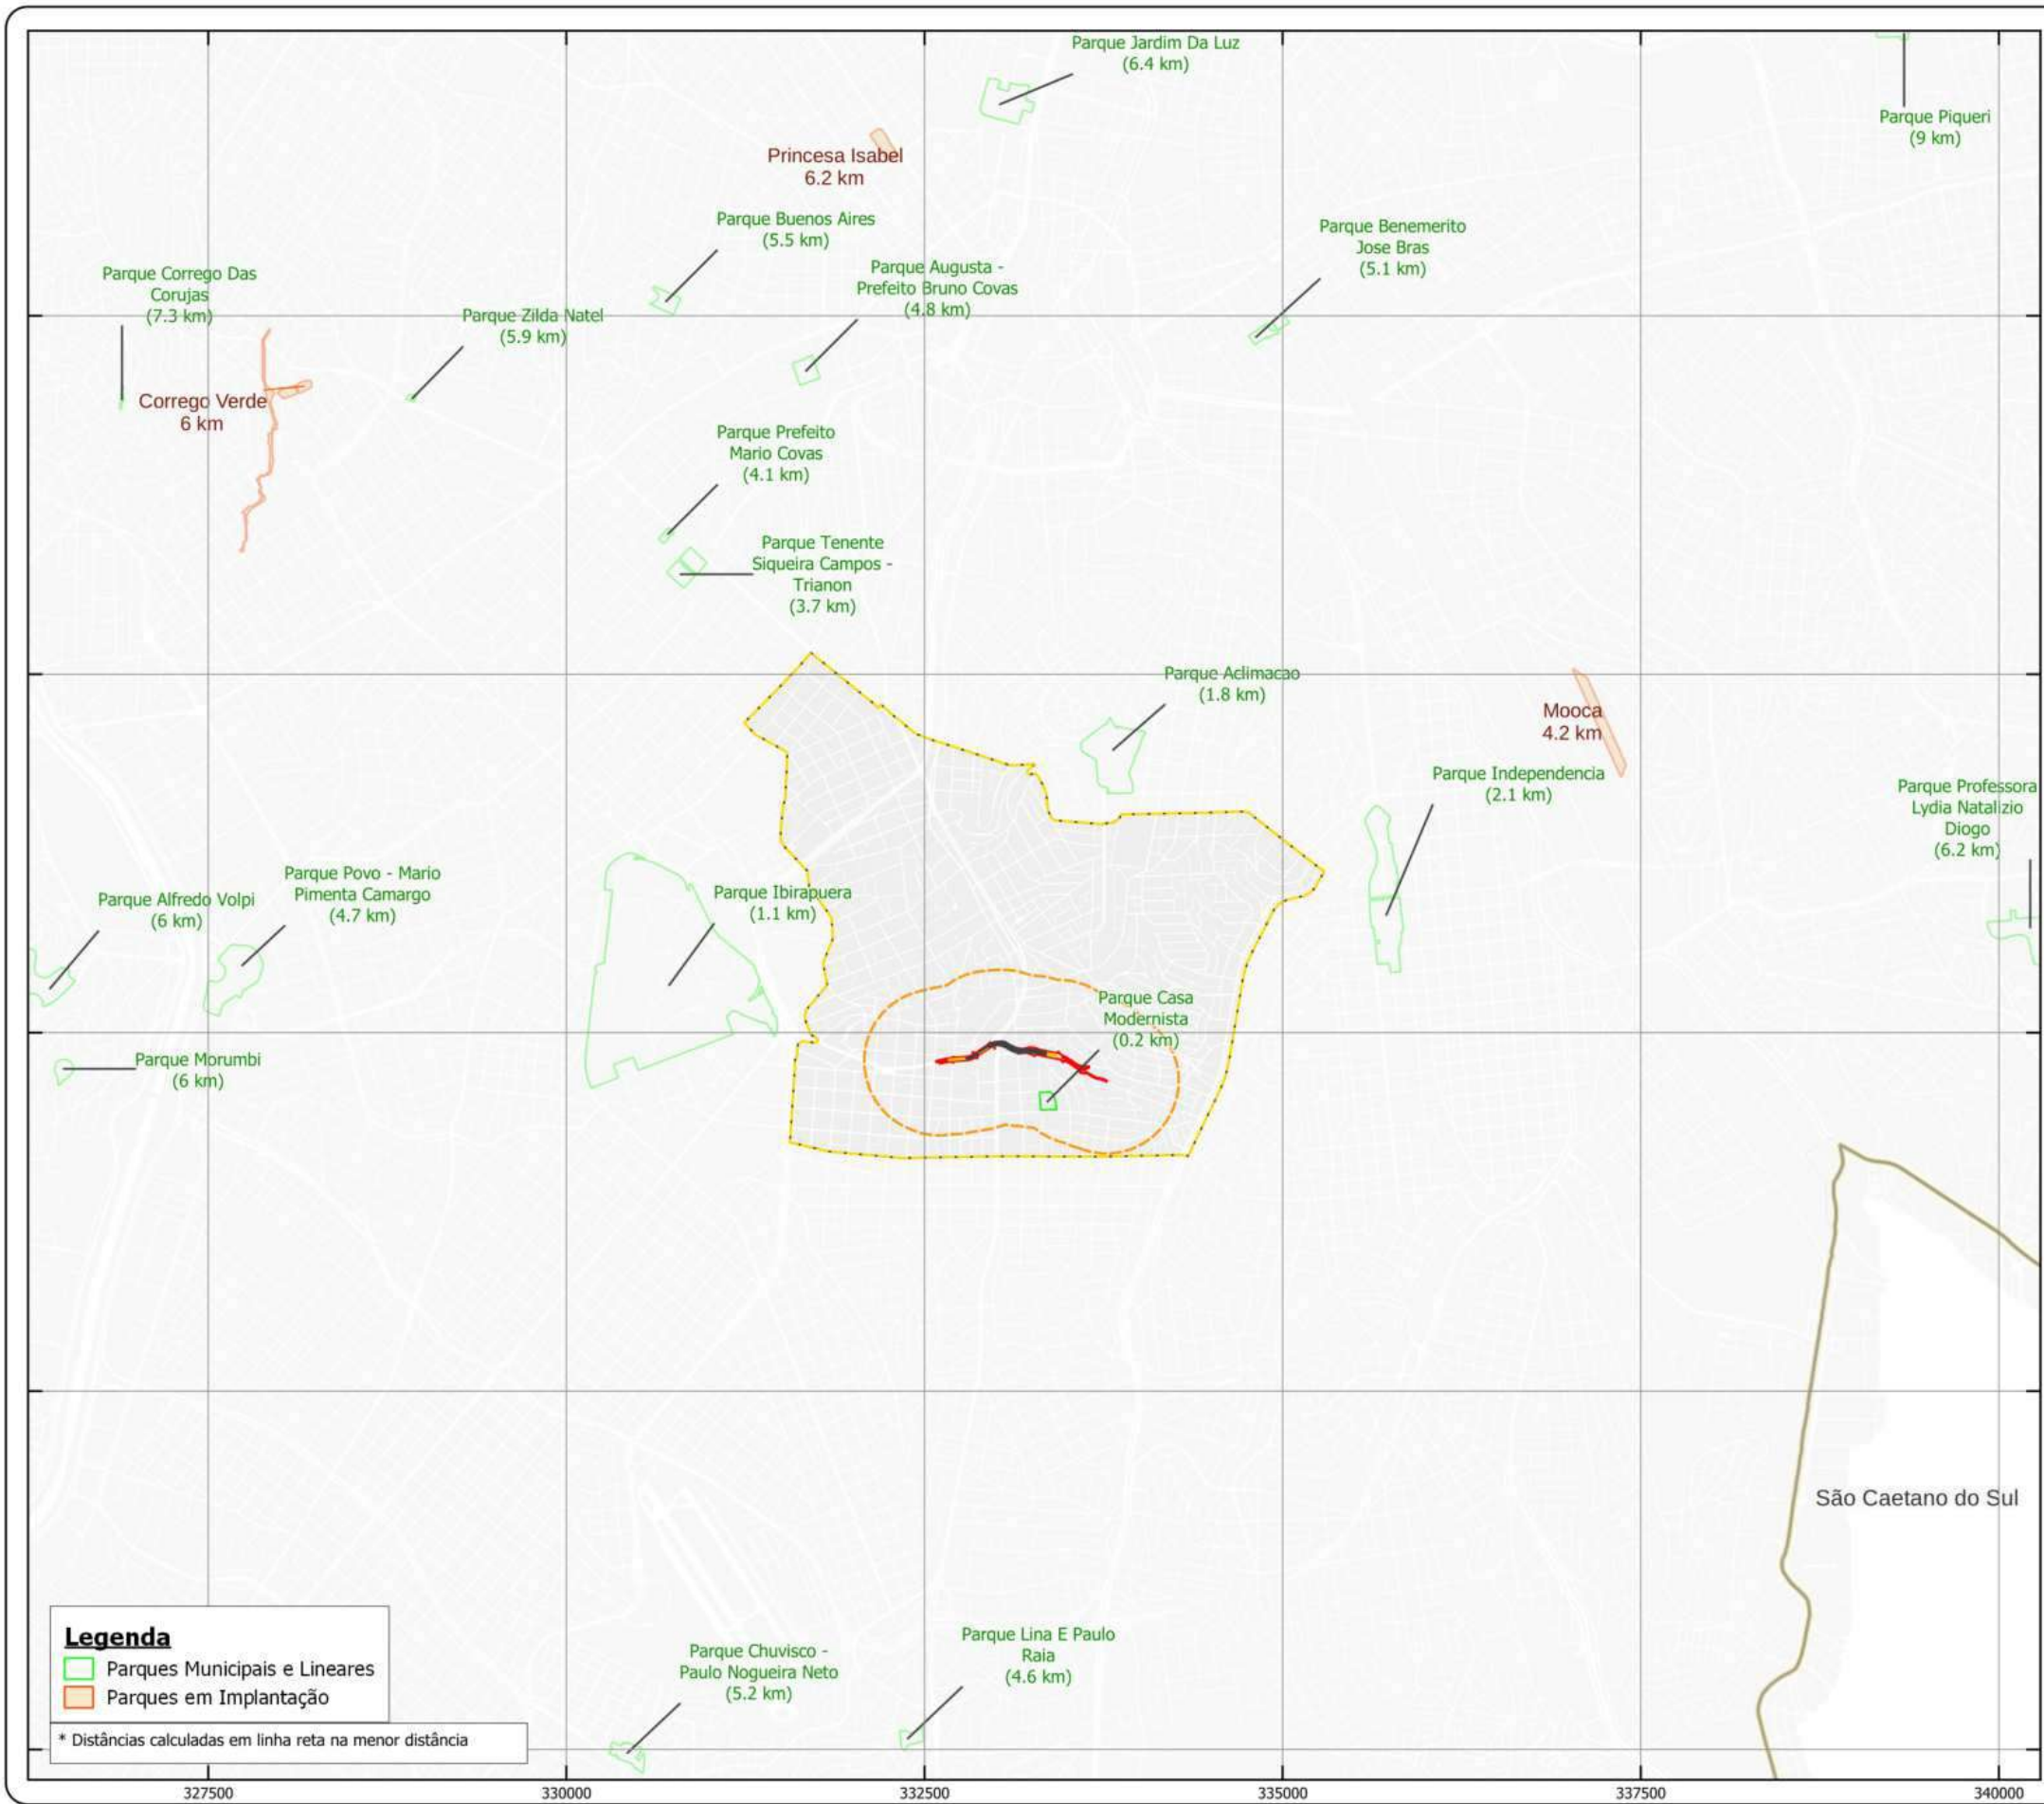 Parque Jardim Da Luz
(6.4 km)
Parque Piqueri
(9 km)
Princesa Isabel
6.2 km
Parque Buenos Aires
(5.5 km)
Parque Benemerito
Jose Bras
(5.1 km)
Parque Augusta -
Prefeito Bruno Covas
(4.8 km)
Parque Corrego Das
Corujas
(7.3 km)
Parque Zilda Natel
(5.9 km)
Corrego Verde
6 km
Parque Prefeito
Mario Covas
(4.1 km)
Parque Tenente
Siqueira Campos -
Trianon
(3.7 km)
Parque Aclimacao
(1.8 km)
Mooca
4.2 km
Parque Independencia
(2.1 km)
Parque Professora
Lydia Natalizio
Diogo
(6.2 km)
Parque Povo - Mario
Pimenta Camargo
(4.7 km)
Parque Alfredo Volpi
(6 km)
Parque Ibirapuera
(1.1 km)
Parque Casa
Modernista
(0.2 km)
Parque Morumbi
(6 km)
São Caetano do Sul
Parque Lina E Paulo
Raia
(4.6 km)
Parque Chuvisco -
Paulo Nogueira Neto
(5.2 km)
Legenda
Parques Municipais e Lineares
Parques em Implantação
* Distâncias calculadas em linha reta na menor distância
327500
330000
332500
335000
337500
340000